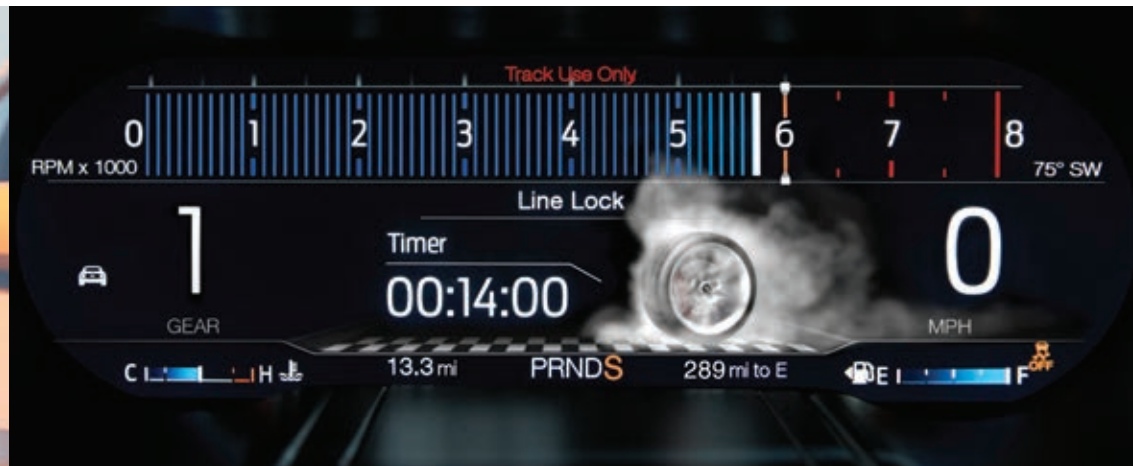 Track Use Only
0 1 2 3 4 5 6 7 8
RPM x 1000
75° SW
Line Lock
1
Timer
0
00:14:00
GEAR
MPH
C H
13.3 mi
PRNDS
289 mi to E
E F
OFF